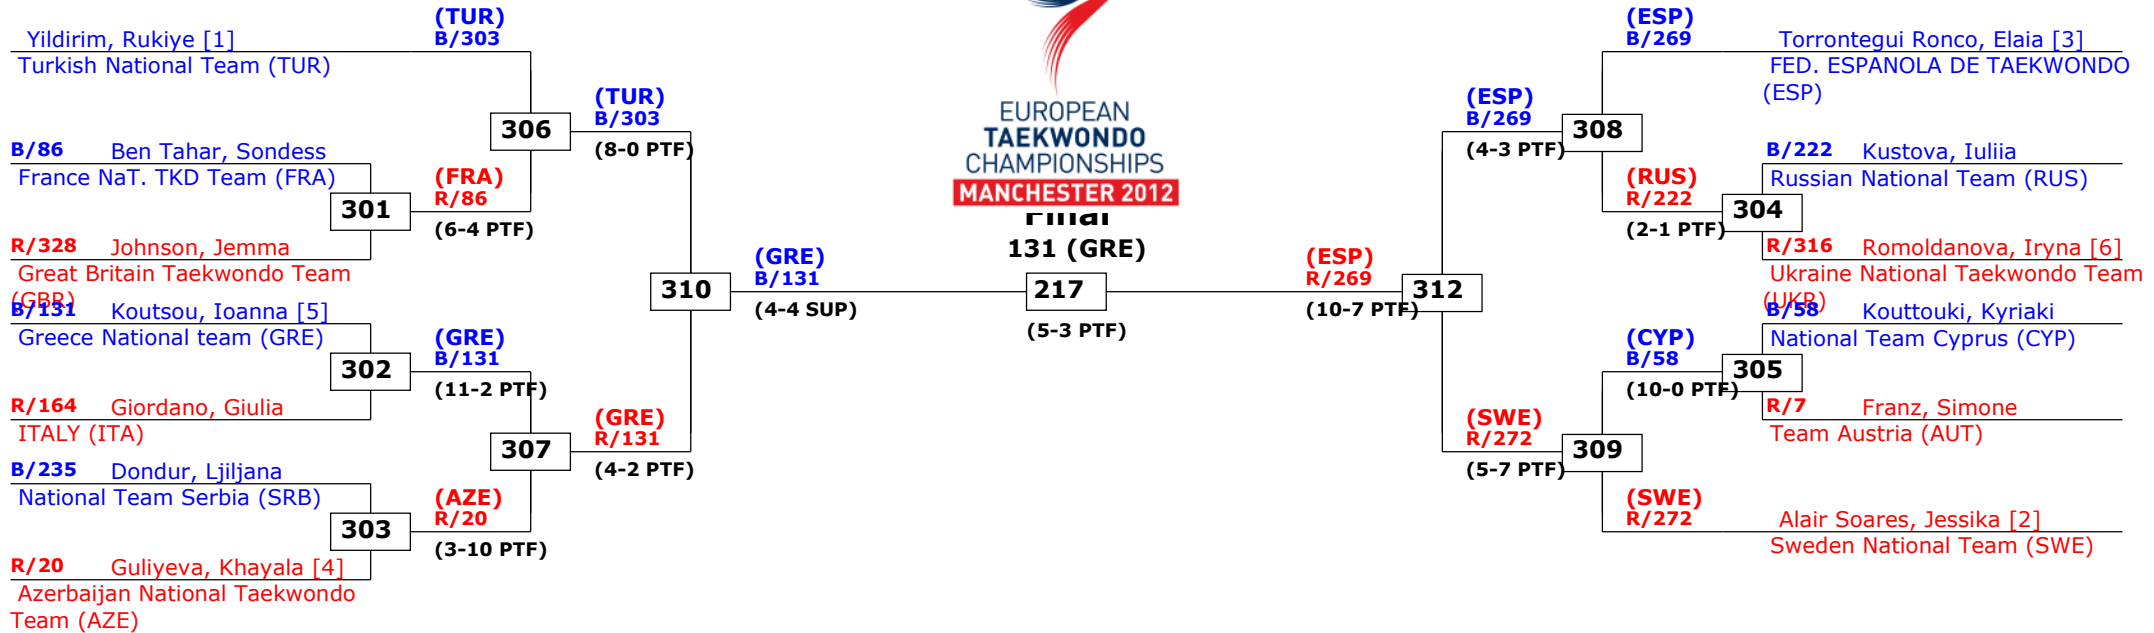 (TUR)
B/303
Yildirim, Rukiye [1]
Turkish National Team (TUR)
(TUR)
B/303
306
(8-0 PTF)
B/86 Ben Tahar, Sondess
France NaT. TKD Team (FRA)
(FRA)
R/86
301
(6-4 PTF)
R/328 Johnson, Jemma
Great Britain Taekwondo Team
(GBR)
(GRE)
B/131
310
(4-4 SUP)
B/131 Koutsou, Ioanna [5]
Greece National team (GRE)
(GRE)
B/131
302
(11-2 PTF)
R/164 Giordano, Giulia
ITALY (ITA)
(GRE)
R/131
307
(4-2 PTF)
B/235 Dondur, Ljiljana
National Team Serbia (SRB)
(AZE)
R/20
303
(3-10 PTF)
R/20 Guliyeva, Khayala [4]
Azerbaijan National Taekwondo
Team (AZE)
EUROPEAN
TAEKWONDO
CHAMPIONSHIPS
MANCHESTER 2012
Final
131 (GRE)
217
(5-3 PTF)
(ESP)
B/269
Torrontegui Ronco, Elaia [3]
FED. ESPANOLA DE TAEKWONDO
(ESP)
(ESP)
B/269
308
(4-3 PTF)
B/222 Kustova, Iuliia
Russian National Team (RUS)
(RUS)
R/222
304
(2-1 PTF)
R/316 Romoldanova, Iryna [6]
Ukraine National Taekwondo Team
(UKR)
(ESP)
R/269
312
(10-7 PTF)
B/58 Kouttouki, Kyriaki
National Team Cyprus (CYP)
(CYP)
B/58
305
(10-0 PTF)
R/7 Franz, Simone
Team Austria (AUT)
(SWE)
R/272
309
(5-7 PTF)
(SWE)
R/272
Alair Soares, Jessika [2]
Sweden National Team (SWE)